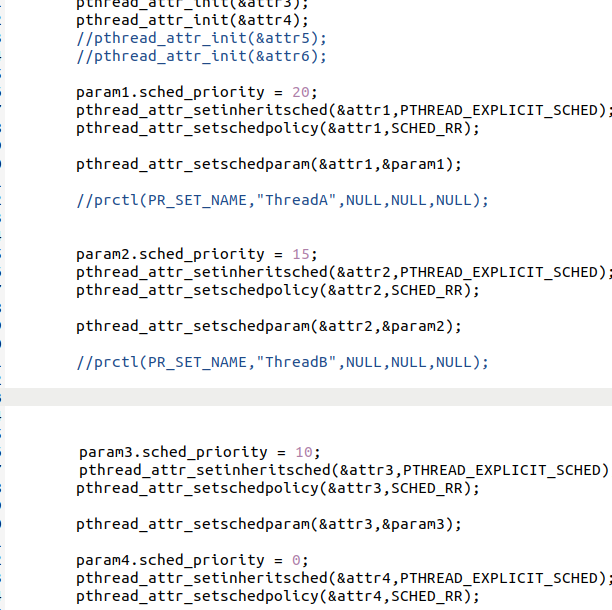 pthread_attr_init(&attr3);
pthread_attr_init(&attr4);
//pthread_attr_init(&attr5);
//pthread_attr_init(&attr6);
param1.sched_priority = 20;
pthread_attr_setinheritsched(&attr1,PTHREAD_EXPLICIT_SCHED);
pthread_attr_setschedpolicy(&attr1,SCHED_RR);
pthread_attr_setschedparam(&attr1,&param1);
//prctl(PR_SET_NAME,"ThreadA",NULL,NULL,NULL);
param2.sched_priority = 15;
pthread_attr_setinheritsched(&attr2,PTHREAD_EXPLICIT_SCHED);
pthread_attr_setschedpolicy(&attr2,SCHED_RR);
pthread_attr_setschedparam(&attr2,&param2);
//prctl(PR_SET_NAME,"ThreadB",NULL,NULL,NULL);
param3.sched_priority = 10;
pthread_attr_setinheritsched(&attr3,PTHREAD_EXPLICIT_SCHED)
pthread_attr_setschedpolicy(&attr3,SCHED_RR);
pthread_attr_setschedparam(&attr3,&param3);
param4.sched_priority = 0;
pthread_attr_setinheritsched(&attr4,PTHREAD_EXPLICIT_SCHED);
pthread_attr_setschedpolicy(&attr4,SCHED_RR);